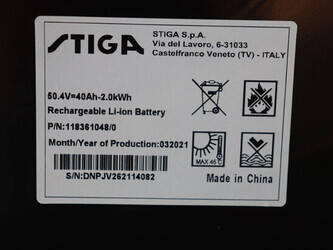 STIGA
STIGA S.p.A.
Via del Lavoro, 6-31033
Castelfranco Veneto (TV) - ITALY
50.4V=40Ah-2.0kWh
Rechargeable Li-ion Battery
P/N:118361048/0
Month/Year of Production:032021
MAX 45°
S/N:DNPJV262114082
Made in China